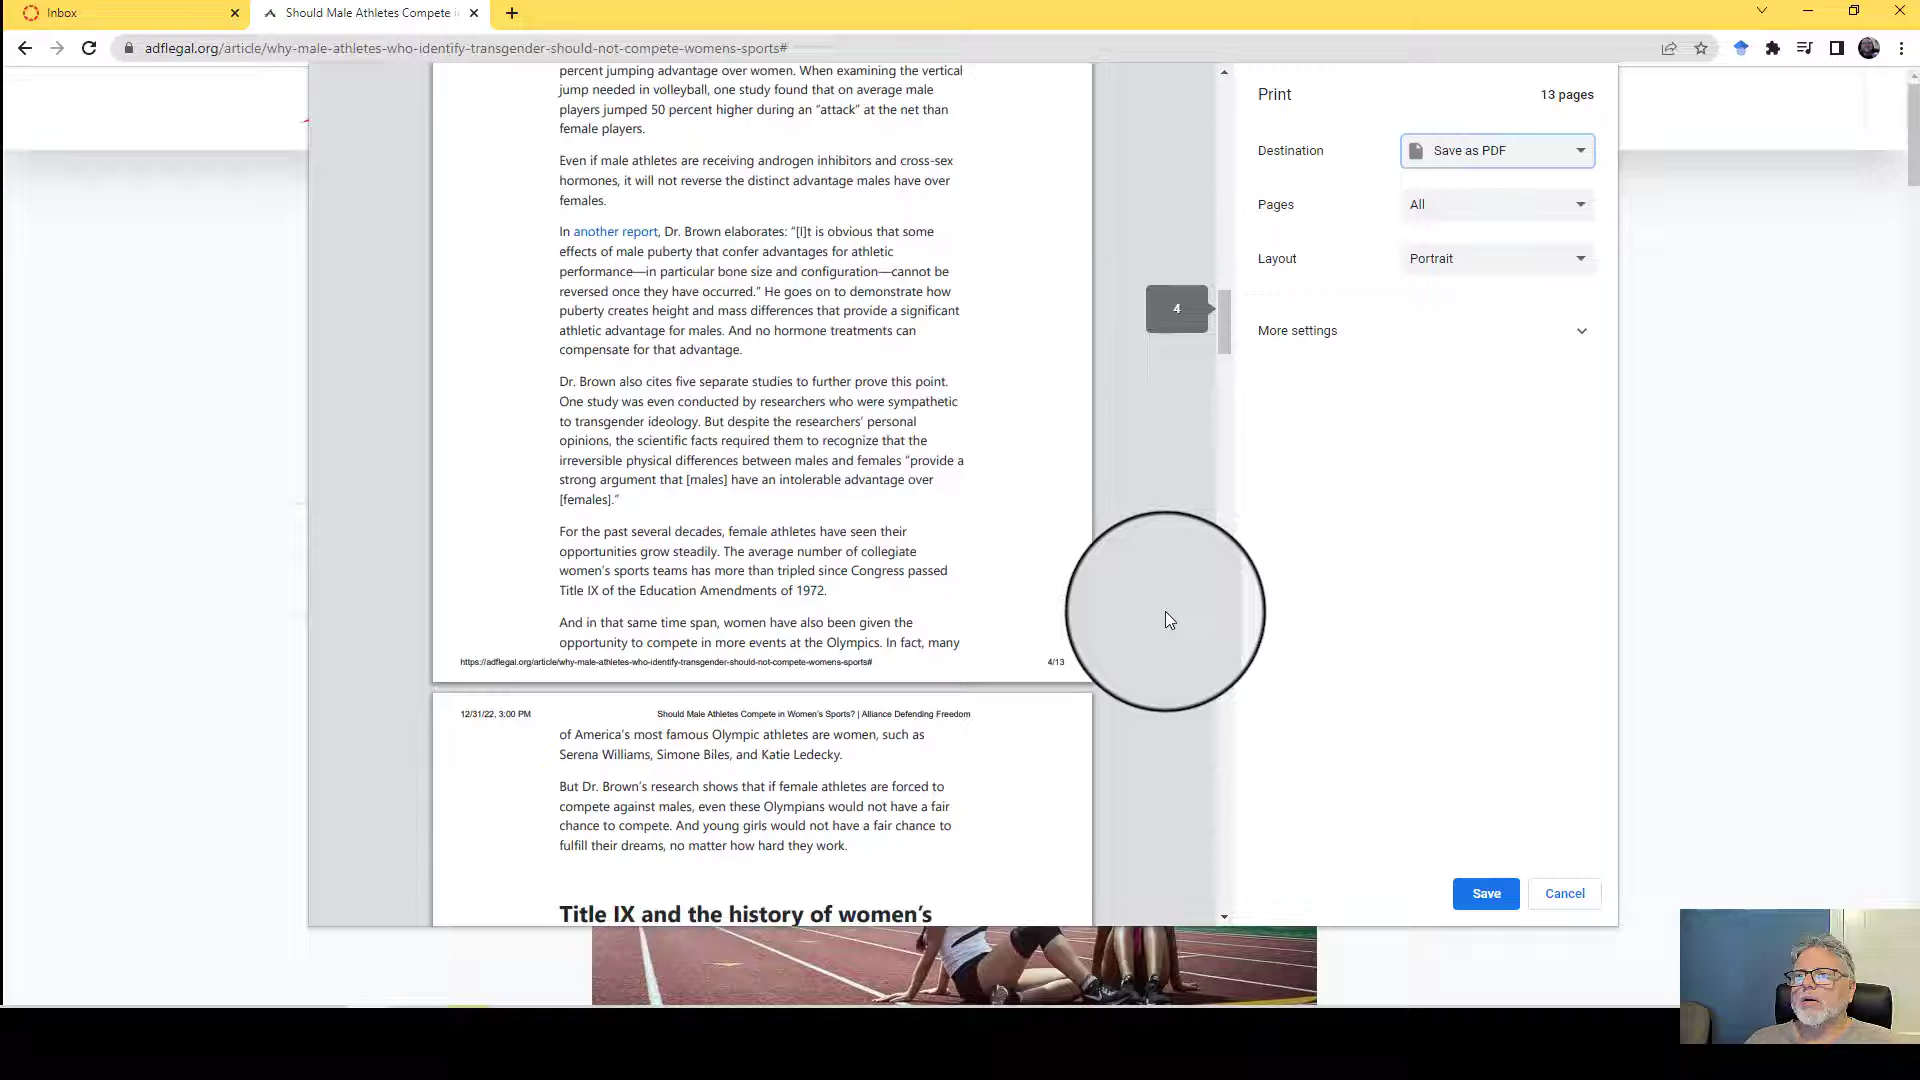 Inbox
Should Male Athletes Compete i
adflegal.org/article/why-male-athletes-who-identify-transgender-should-not-compete-womens-sports#
percent jumping advantage over women. When examining the vertical
jump needed in volleyball, one study found that on average male
players jumped 50 percent higher during an “attack” at the net than
female players.
Even if male athletes are receiving androgen inhibitors and cross-sex
hormones, it will not reverse the distinct advantage males have over
females.
In another report, Dr. Brown elaborates: “[I]t is obvious that some
effects of male puberty that confer advantages for athletic
performance—in particular bone size and configuration—cannot be
reversed once they have occurred.” He goes on to demonstrate how
puberty creates height and mass differences that provide a significant
athletic advantage for males. And no hormone treatments can
compensate for that advantage.
Dr. Brown also cites five separate studies to further prove this point.
One study was even conducted by researchers who were sympathetic
to transgender ideology. But despite the researchers’ personal
opinions, the scientific facts required them to recognize that the
irreversible physical differences between males and females “provide a
strong argument that [males] have an intolerable advantage over
[females].”
For the past several decades, female athletes have seen their
opportunities grow steadily. The average number of collegiate
women’s sports teams has more than tripled since Congress passed
Title IX of the Education Amendments of 1972.
And in that same time span, women have also been given the
opportunity to compete in more events at the Olympics. In fact, many
https://adflegal.org/article/why-male-athletes-who-identify-transgender-should-not-compete-womens-sports#
4/13
12/31/22, 3:00 PM
Should Male Athletes Compete in Women’s Sports? | Alliance Defending Freedom
of America’s most famous Olympic athletes are women, such as
Serena Williams, Simone Biles, and Katie Ledecky.
But Dr. Brown’s research shows that if female athletes are forced to
compete against males, even these Olympians would not have a fair
chance to compete. And young girls would not have a fair chance to
fulfill their dreams, no matter how hard they work.
Title IX and the history of women’s
4
Print
13 pages
Destination
Save as PDF
Pages
All
Layout
Portrait
More settings
Save
Cancel